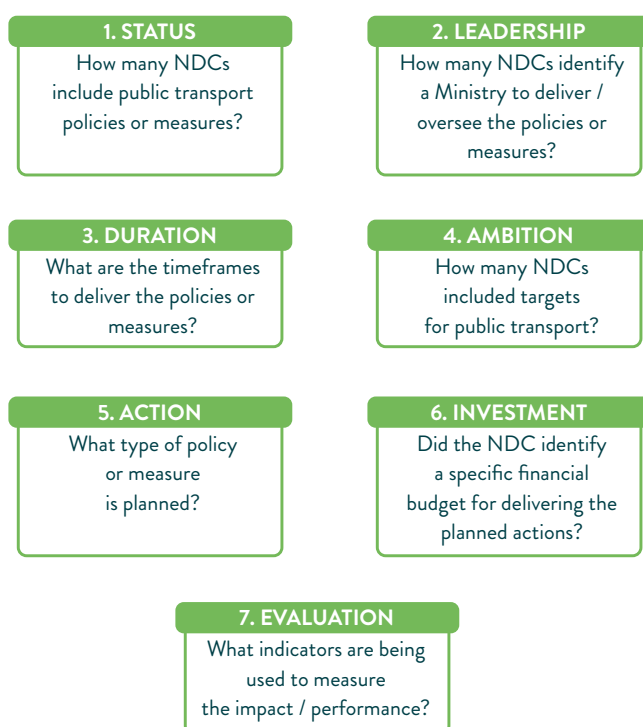 1. STATUS
How many NDCs
include public transport
policies or measures?
2. LEADERSHIP
How many NDCs identify
a Ministry to deliver /
oversee the policies or
measures?
3. DURATION
What are the timeframes
to deliver the policies or
measures?
4. AMBITION
How many NDCs
included targets
for public transport?
5. ACTION
What type of policy
or measure
is planned?
6. INVESTMENT
Did the NDC identify
a specific financial
budget for delivering the
planned actions?
7. EVALUATION
What indicators are being
used to measure
the impact / performance?